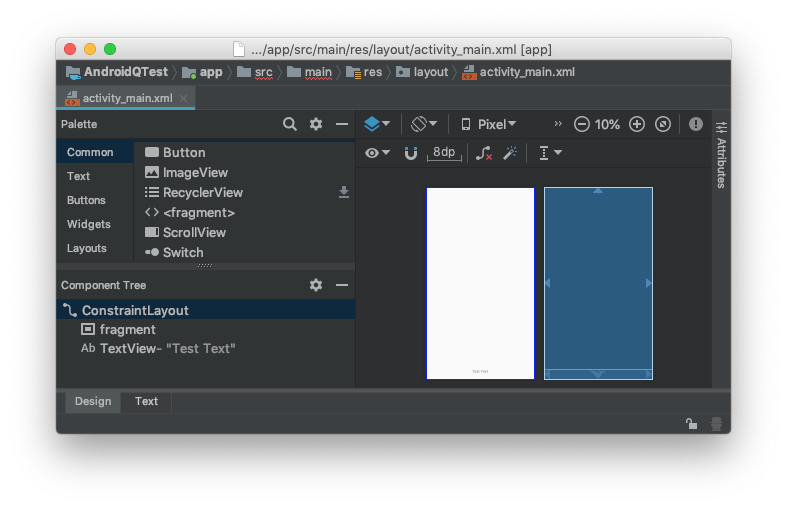 .../app/src/main/res/layout/activity_main.xml [app]
AndroidQTest app src main res layout activity_main.xml
activity_main.xml
Palette
Pixel
10%
Common
Text
Buttons
Widgets
Layouts
Button
ImageView
RecyclerView
<fragment>
ScrollView
Switch
8dp
Attributes
Component Tree
ConstraintLayout
fragment
Ab TextView– "Test Text"
Test Text
Design Text